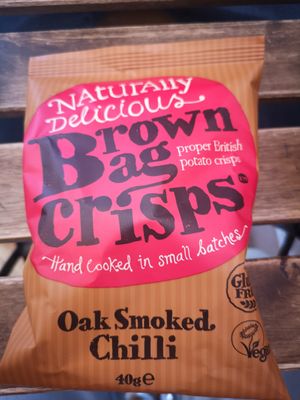 Naturally
Delicious
Brown
Bag
proper British
potato crisps
Crisps
Hand Cooked in small batches
Oak Smoked
Chilli
40g℮